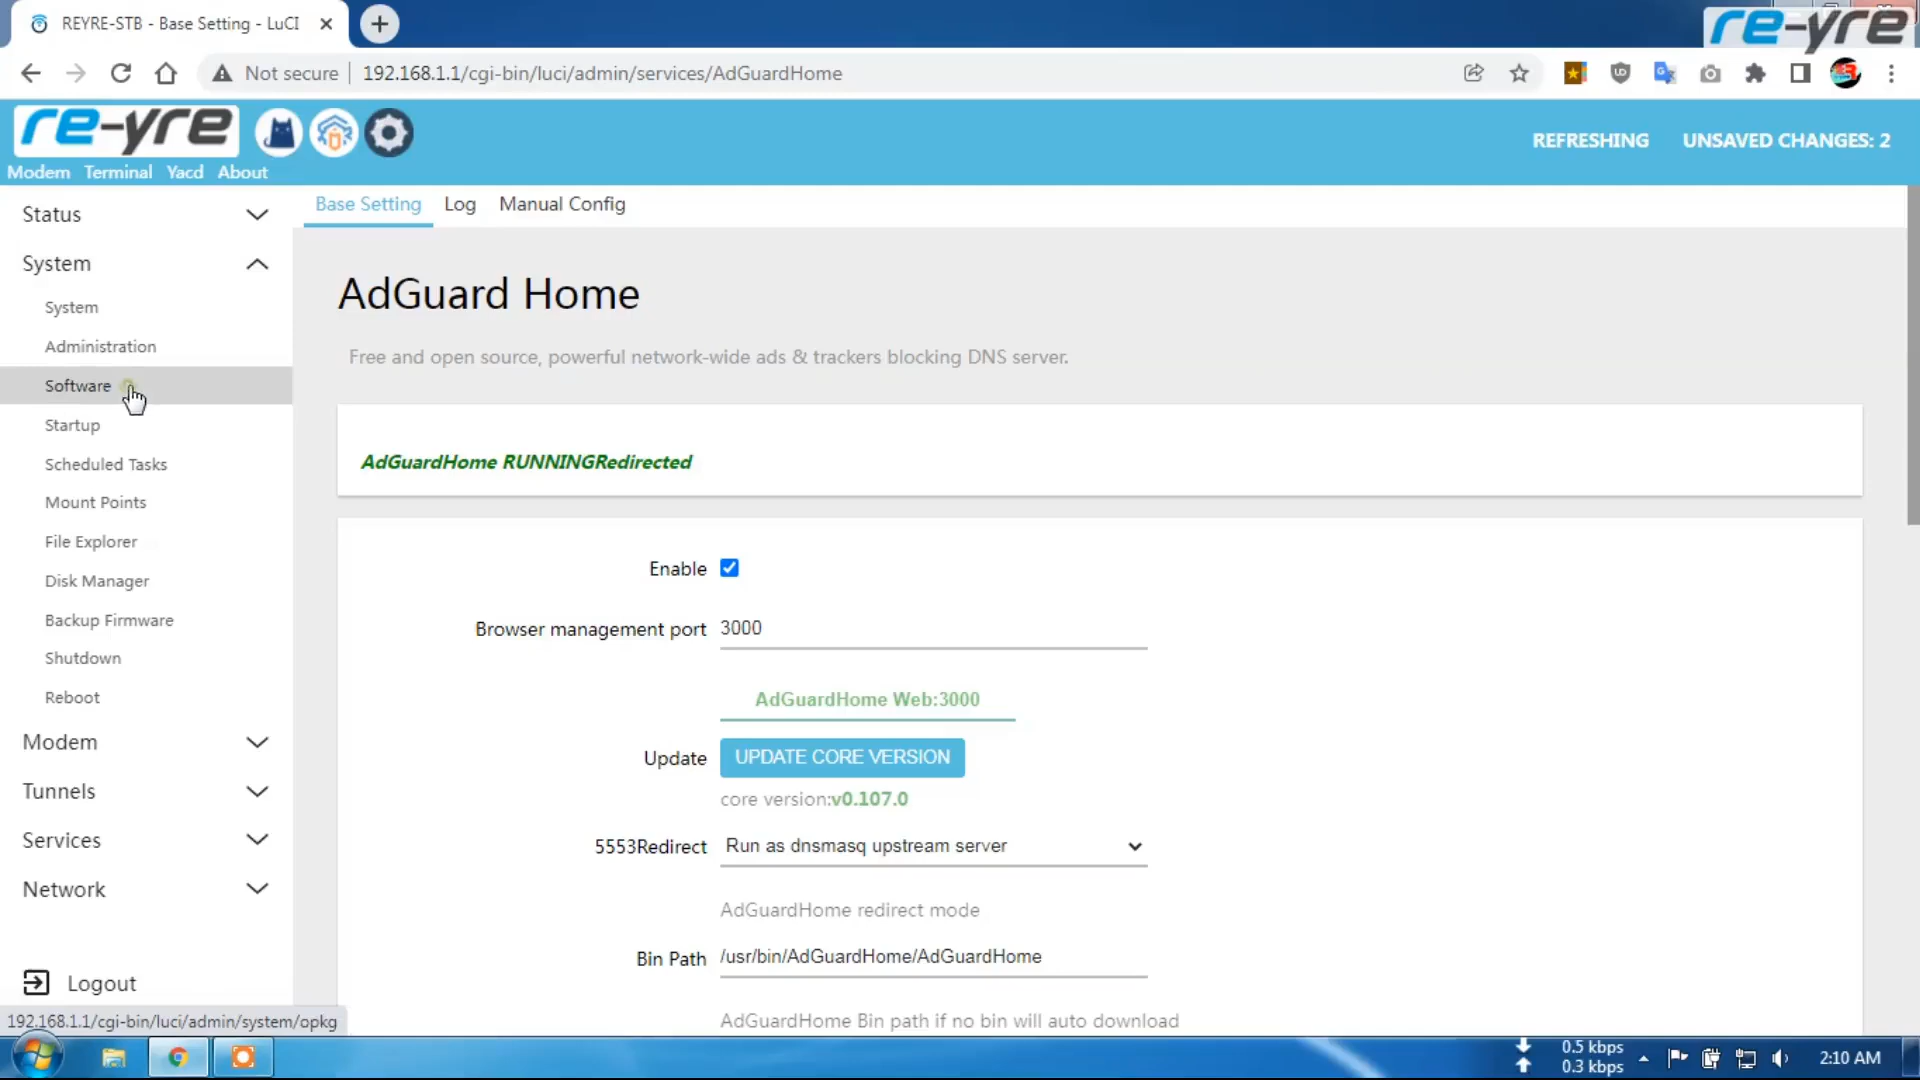 REYRE-STB - Base Setting - LuCI
re-yre
Not secure
192.168.1.1/cgi-bin/luci/admin/services/AdGuardHome
re-yre
REFRESHING
UNSAVED CHANGES: 2
Modem Terminal Yacd About
Status
Base Setting Log Manual Config
System
AdGuard Home
System
Administration
Free and open source, powerful network-wide ads & trackers blocking DNS server.
Software
Startup
AdGuardHome RUNNINGRedirected
Scheduled Tasks
Mount Points
File Explorer
Enable
Disk Manager
Backup Firmware
Browser management port 3000
Shutdown
Reboot
AdGuardHome Web:3000
Modem
Update UPDATE CORE VERSION
Tunnels
core version:v0.107.0
Services
5553Redirect Run as dnsmasq upstream server
Network
AdGuardHome redirect mode
Bin Path /usr/bin/AdGuardHome/AdGuardHome
Logout
192.168.1.1/cgi-bin/luci/admin/system/opkg
AdGuardHome Bin path if no bin will auto download
0.5 kbps
0.3 kbps
2:10 AM